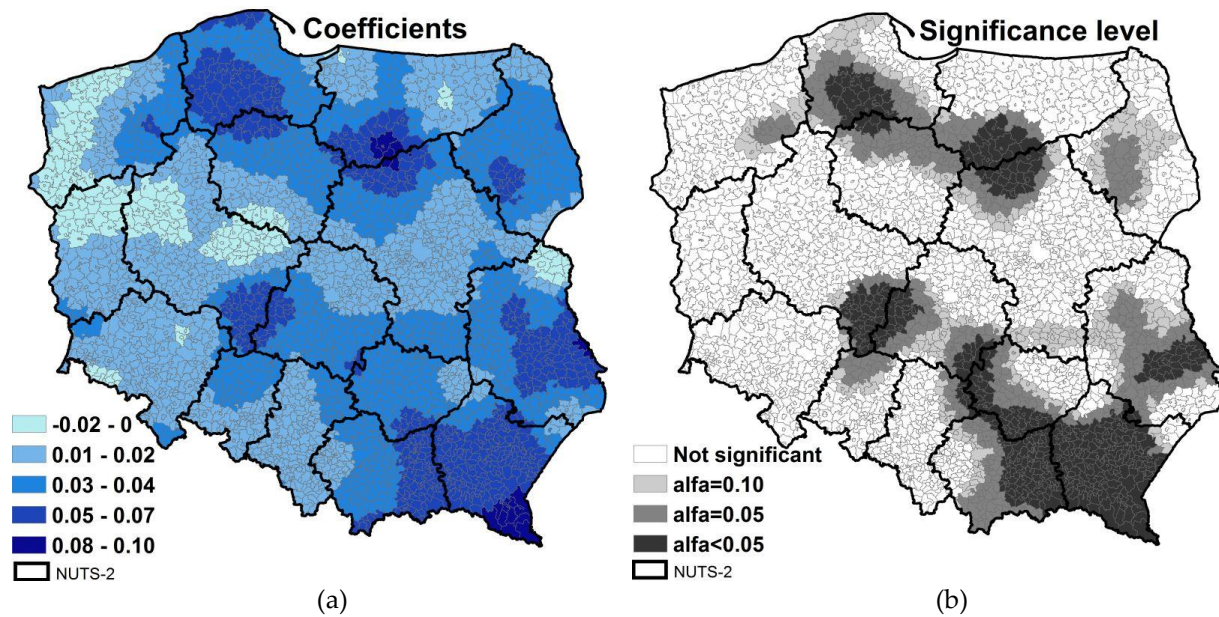 Coefficients
-0.02 - 0
0.01 - 0.02
0.03 - 0.04
0.05 - 0.07
0.08 - 0.10
NUTS-2
(a)
Significance level
Not significant
alfa=0.10
alfa=0.05
alfa<0.05
NUTS-2
(b)